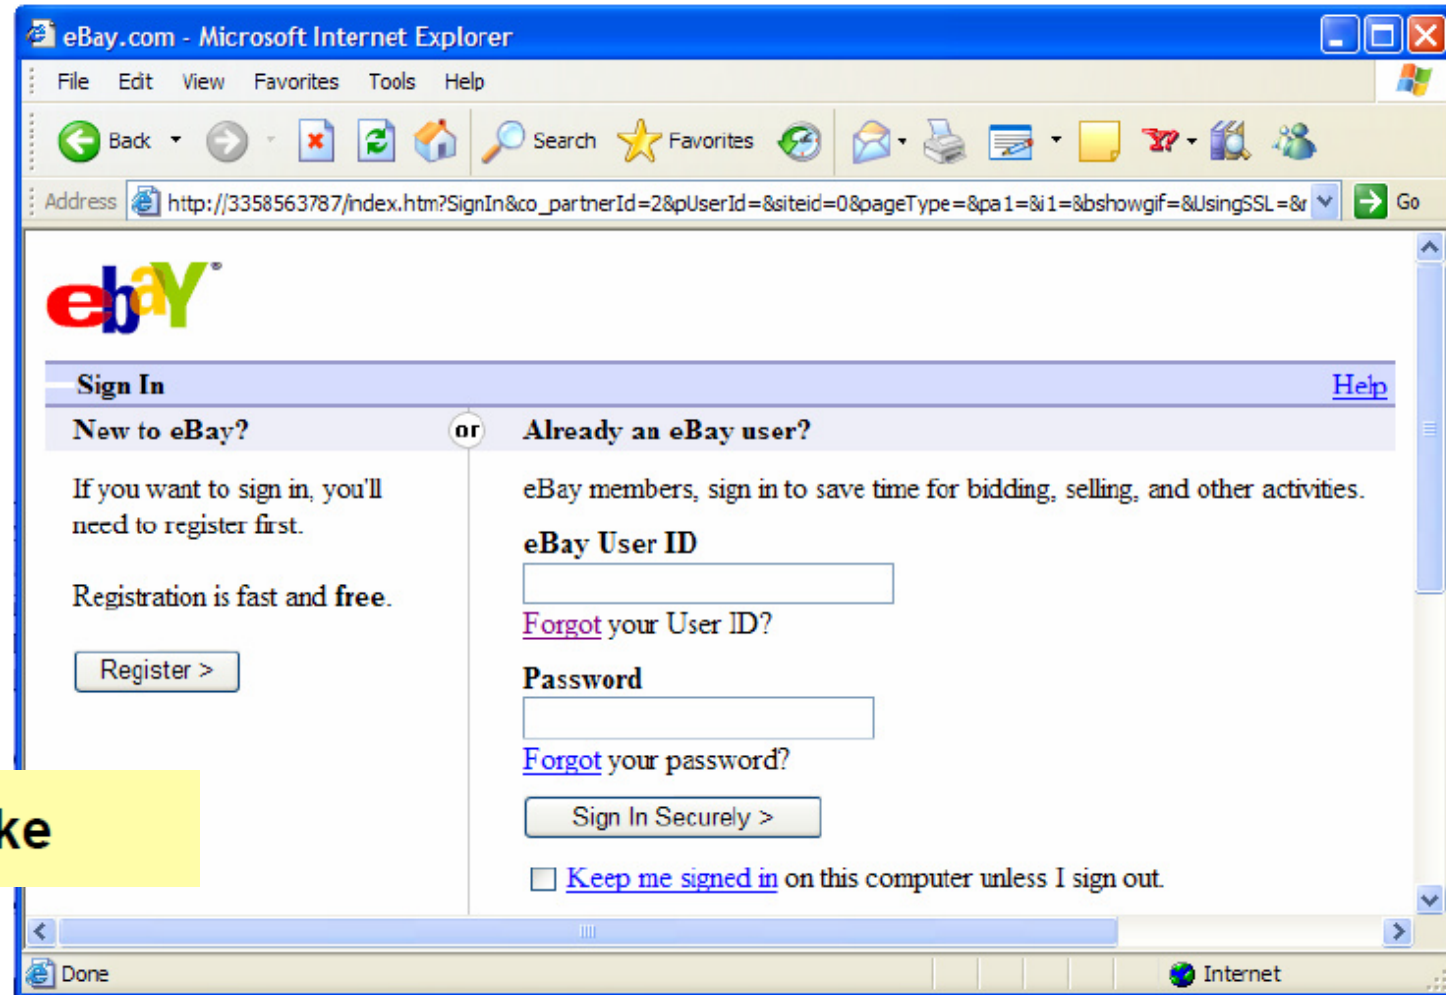 eBay.com - Microsoft Internet Explorer
File Edit View Favorites Tools Help
Back Search Favorites
Address http://3358563787/index.htm?SignIn&co_partnerId=2&pUserId=&siteid=0&pageType=&pa1=&i1=&bshowgif=&UsingSSL=&r Go
ebaY®
Sign In Help
New to eBay? or Already an eBay user?
If you want to sign in, you'll
need to register first.
Registration is fast and free.
Register >
eBay members, sign in to save time for bidding, selling, and other activities.
eBay User ID
Forgot your User ID?
Password
Forgot your password?
Sign In Securely >
Keep me signed in on this computer unless I sign out.
ke
Done Internet